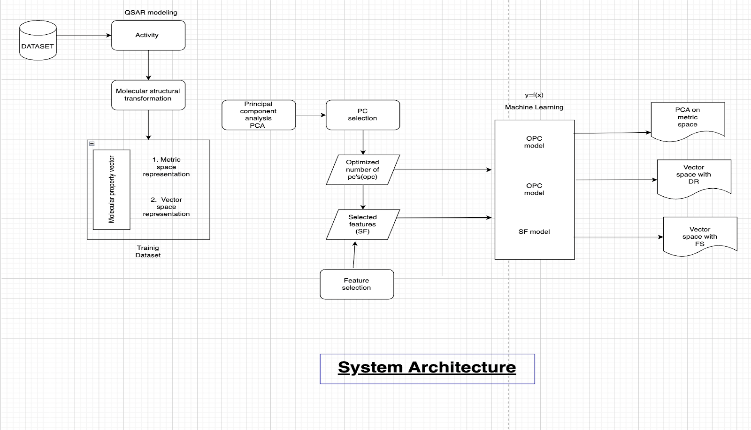 QSAR modeling
DATASET
Activity
Molecular structural
transformation
Molecular property vector
1. Metric
space
representation
2. Vector
space
representation
Trainig
Dataset
Principal
component
analysis
PCA
PC
selection
Optimized
number of
pc's(opc)
Selected
features
(SF)
Feature
selection
y=f(x)
Machine Learning
OPC
model
OPC
model
SF model
PCA on
metric
space
Vector
space with
DR
Vector
space with
FS
System Architecture